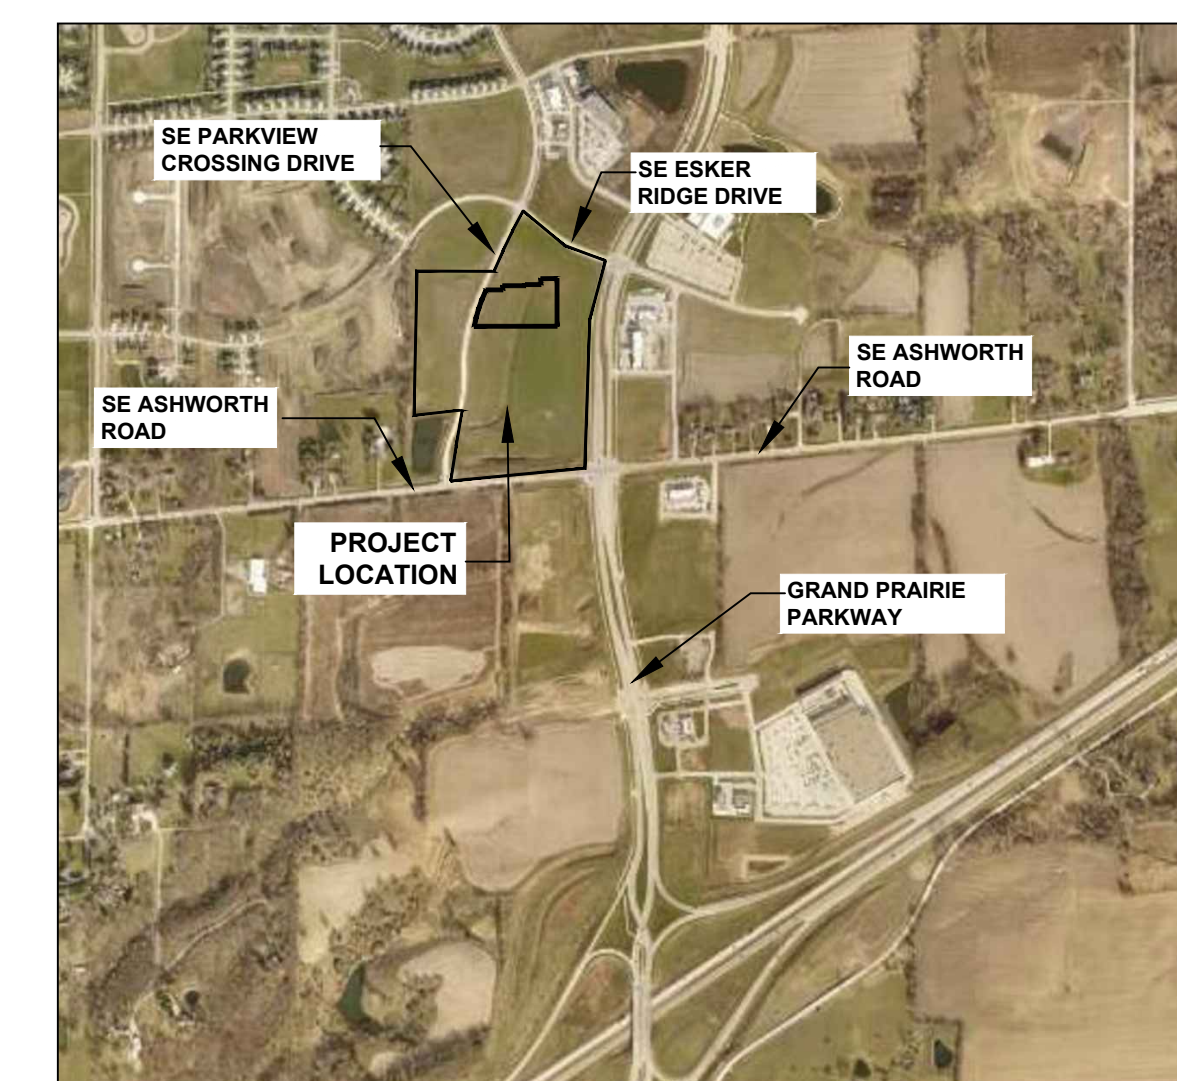 SE PARKVIEW
CROSSING DRIVE
SE ESKER
RIDGE DRIVE
SE ASHWORTH
ROAD
SE ASHWORTH
ROAD
PROJECT
LOCATION
GRAND PRAIRIE
PARKWAY